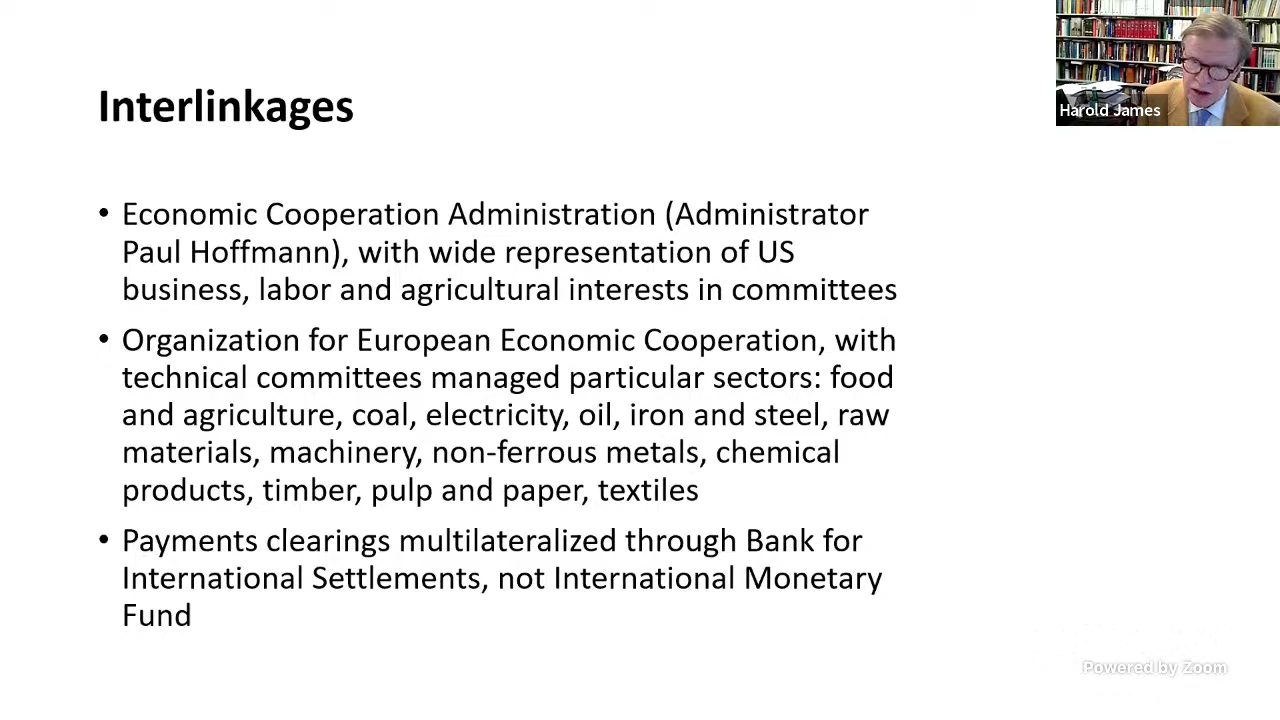 Interlinkages
Harold James
• Economic Cooperation Administration (Administrator
Paul Hoffmann), with wide representation of US
business, labor and agricultural interests in committees
• Organization for European Economic Cooperation, with
technical committees managed particular sectors: food
and agriculture, coal, electricity, oil, iron and steel, raw
materials, machinery, non-ferrous metals, chemical
products, timber, pulp and paper, textiles
• Payments clearings multilateralized through Bank for
International Settlements, not International Monetary
Fund
Powered by Zoom